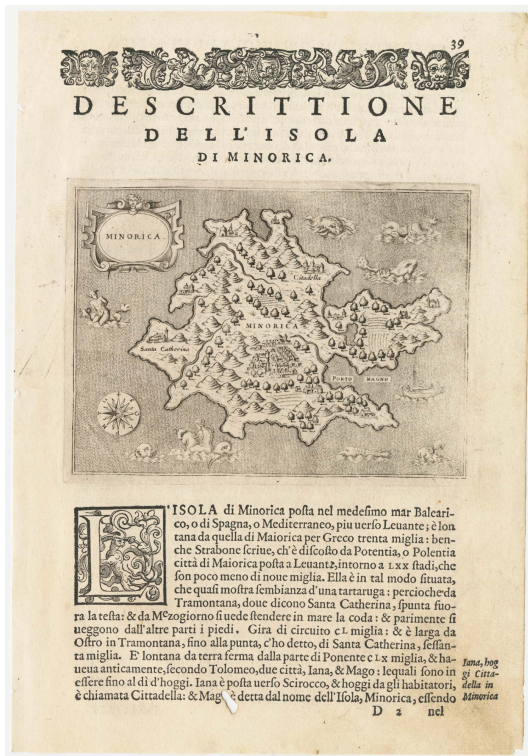 39
DESCRITTIONE
DELL'ISOLA
DI MINORICA.
MINORICA.
Citadella
MINORICA
Santa Catherina
PORTO MAGNO
L'ISOLA di Minorica posta nel medesimo mar Baleari-
co, o di Spagna, o Mediterraneo, piu uerso Leuante; è lon
tana da quella di Maiorica per Greco trenta miglia: ben-
che Strabone scriue, ch'è discosto da Potentia, o Polentia
città di Maiorica posta a Leuante, intorno a LXX stadi, che
son poco meno di noue miglia. Ella è in tal modo situata,
che quasi mostra sembianza d'una tartaruga: percioche da
Tramontana, doue dicono Santa Catherina, spunta fuo-
ra la testa: & da Mezogiorno si uede stendere in mare la coda: & parimente si
ueggono dall'altre parti i piedi. Gira di circuito CL miglia: & è larga da
Ostro in Tramontana, fino alla punta, c'ho detto, di Santa Catherina, sessan-
ta miglia. E' lontana da terra ferma dalla parte di Ponente CLX miglia, & ha-
ueua anticamente, secondo Tolomeo, due città, Iana, & Mago: lequali sono in
essere fino al dì d'hoggi. Iana è posta uerso Scirocco, & hoggi da gli habitatori,
è chiamata Cittadella: & Mago è detta dal nome dell'Isola, Minorica, essendo
Iana, hog
gi Citta-
della in
Minorica
D 2 nel